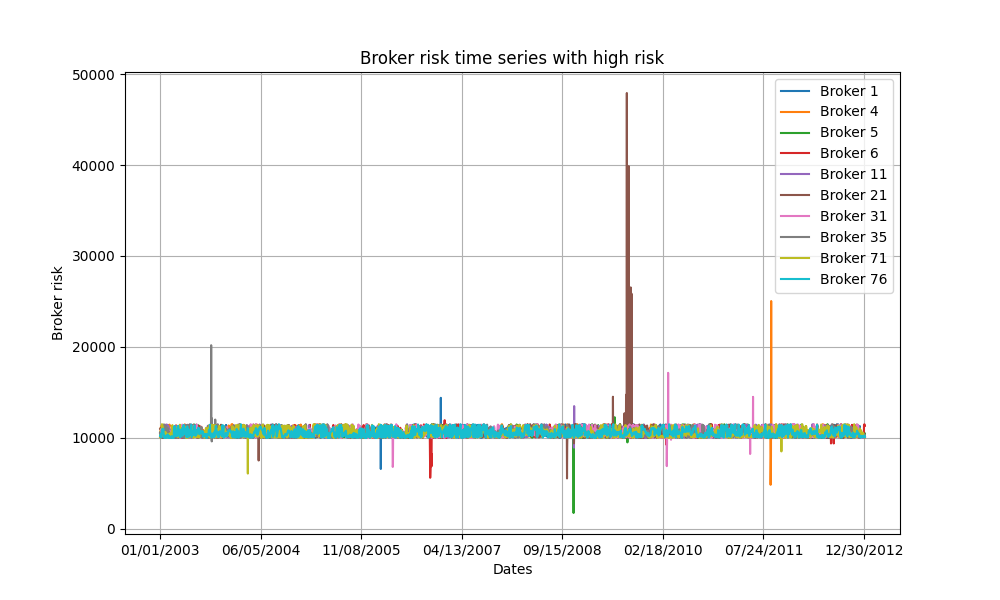 Broker risk time series with high risk
50000
40000
30000
20000
10000
0
Broker risk
Broker 1
Broker 4
Broker 5
Broker 6
Broker 11
Broker 21
Broker 31
Broker 35
Broker 71
Broker 76
01/01/2003 06/05/2004 11/08/2005 04/13/2007 09/15/2008 02/18/2010 07/24/2011 12/30/2012
Dates